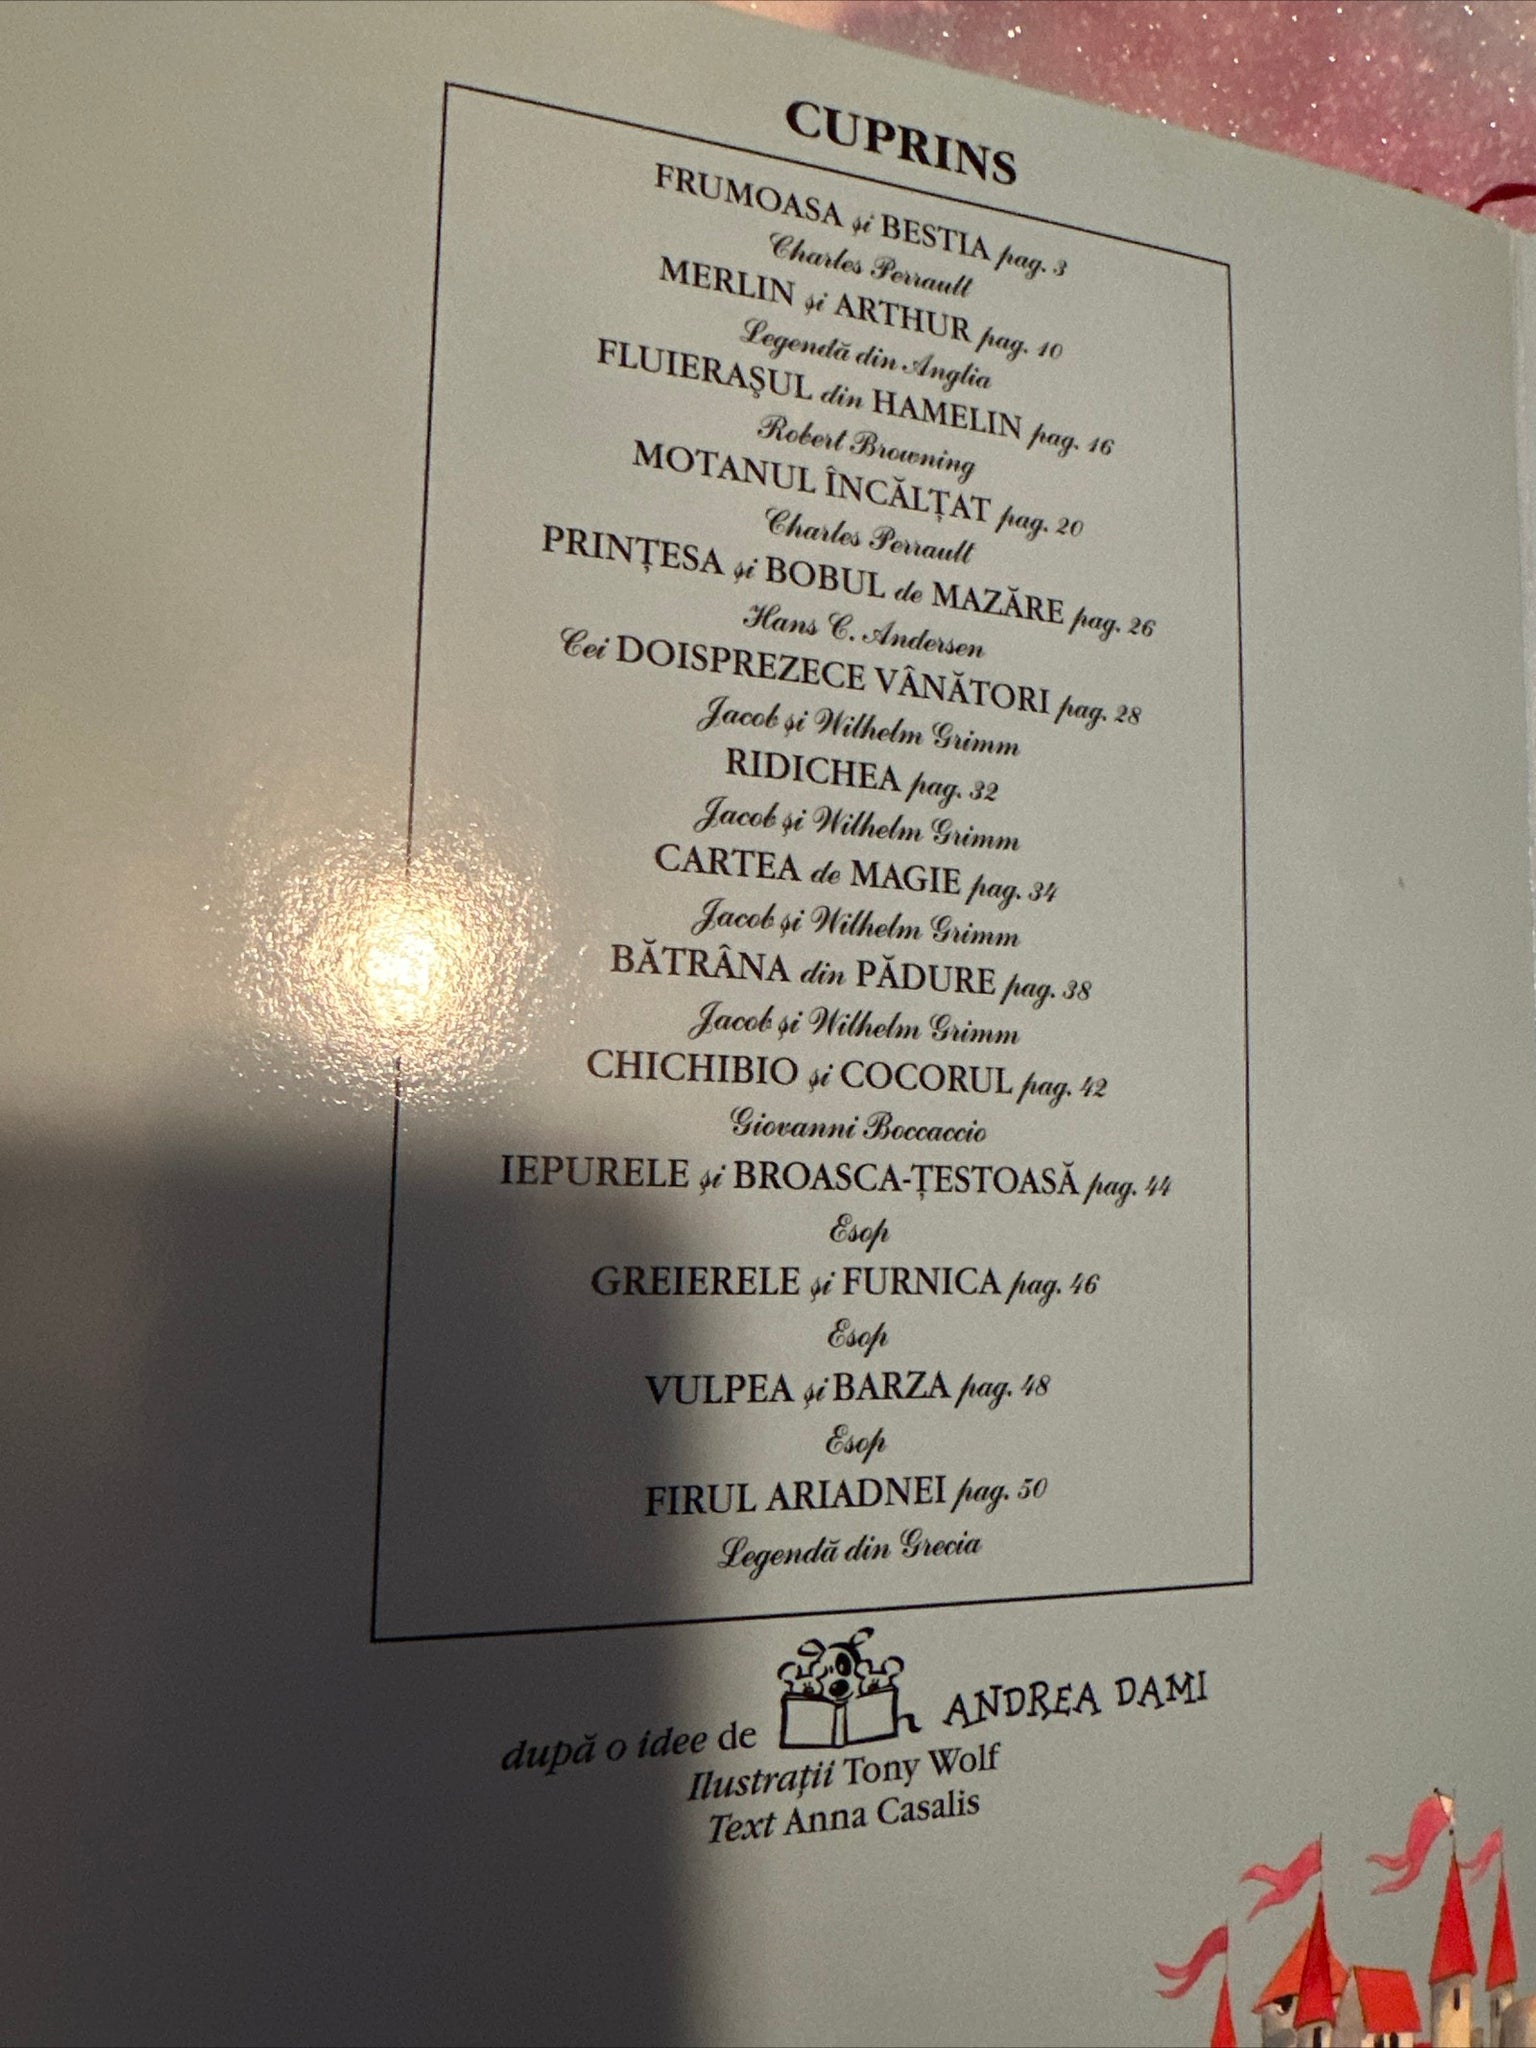 CUPRINS
FRUMOASA și BESTIA pag. 3
Charles Perrault
MERLIN și ARTHUR pag. 10
Legendă din Anglia
FLUIERAŞUL din HAMELIN pag. 16
Robert Browning
MOTANUL ÎNCĂLȚAT pag. 20
Charles Perrault
PRINȚESA și BOBUL de MAZĂRE pag. 26
Hans C. Andersen
Cei DOISPREZECE VÂNĂTORI pag. 28
Jacob și Wilhelm Grimm
RIDICHEA pag. 32
Jacob și Wilhelm Grimm
CARTEA de MAGIE pag. 34
Jacob și Wilhelm Grimm
BĂTRÂNA din PĂDURE pag. 38
Jacob și Wilhelm Grimm
CHICHIBIO și COCORUL pag. 42
Giovanni Boccaccio
IEPURELE și BROASCA-ȚESTOASĂ pag. 44
Esop
GREIERELE și FURNICA pag. 46
Esop
VULPEA și BARZA pag. 48
Esop
FIRUL ARIADNEI pag. 50
Legendă din Grecia
după o idee de ANDREA DAMI
Ilustrații Tony Wolf
Text Anna Casalis